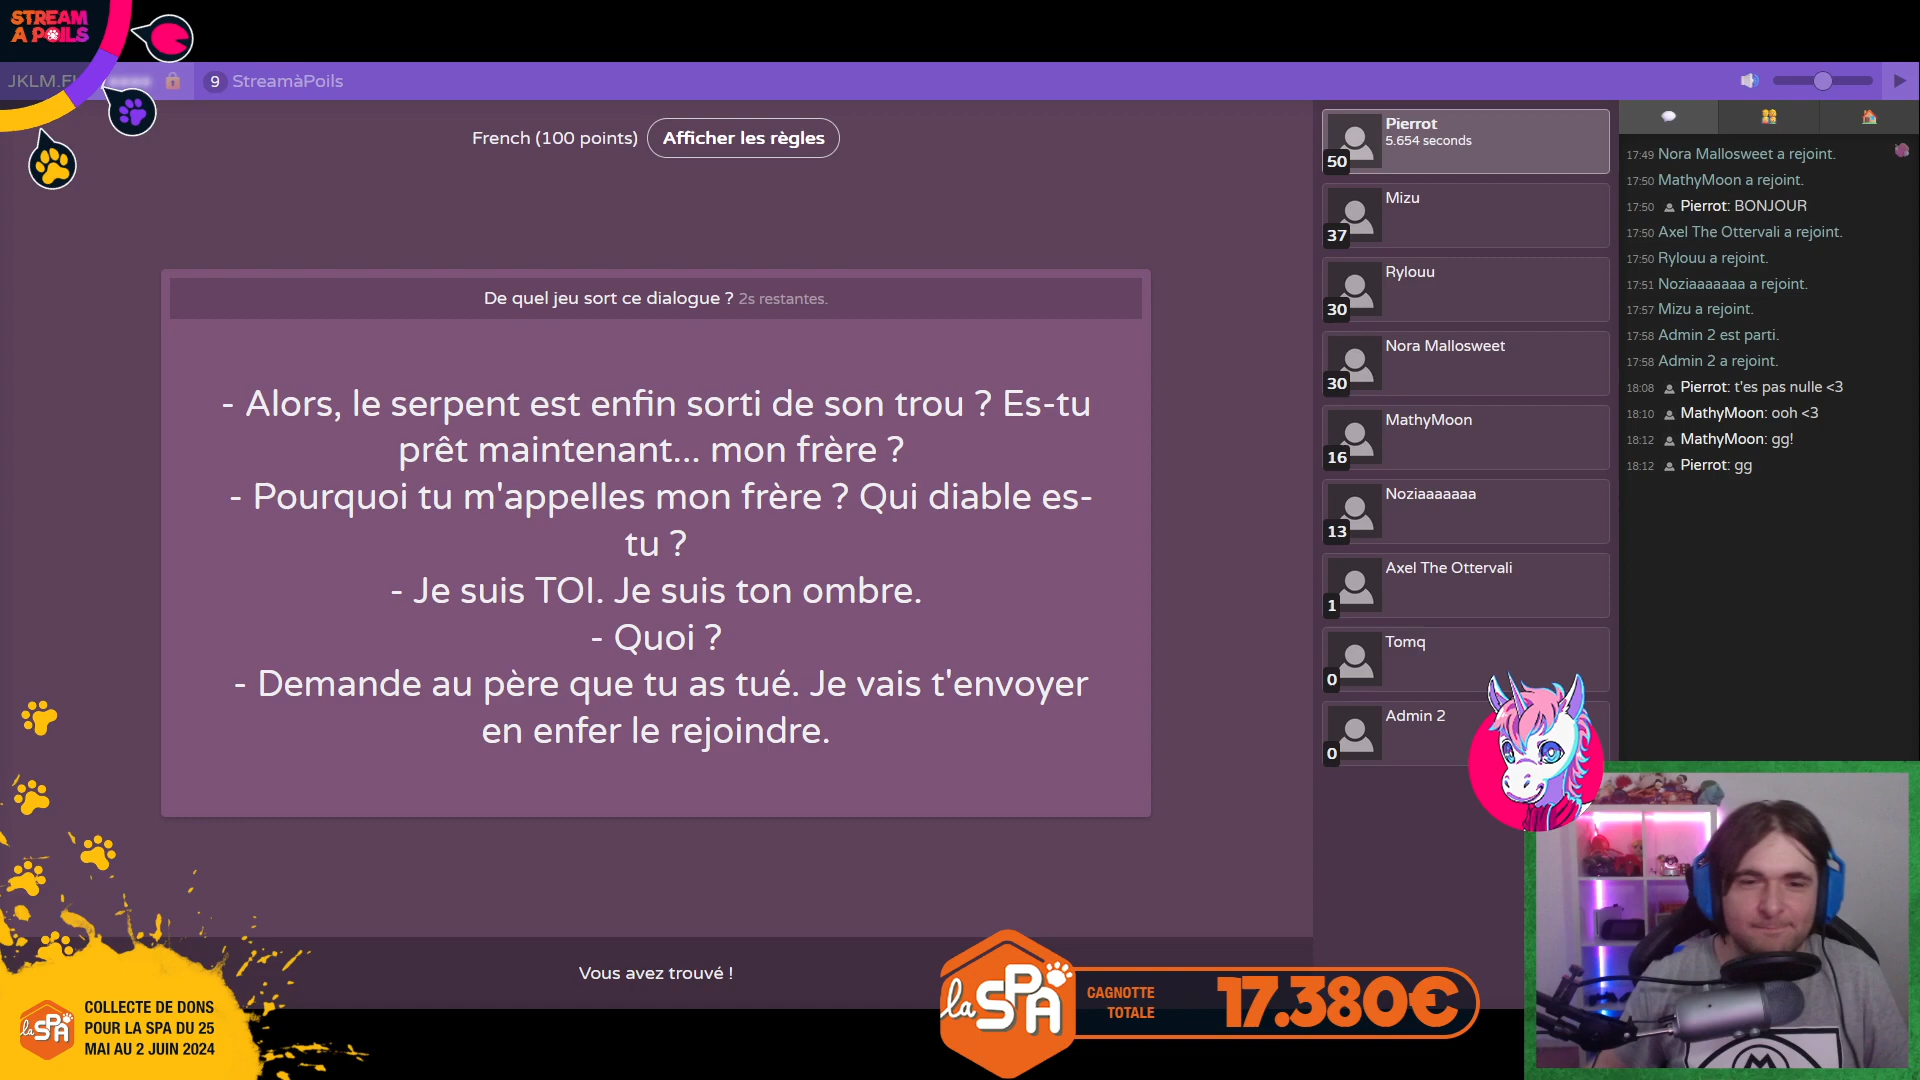 STREAM
A POILS
JKLM.F
9 StreamàPoils
French (100 points) Afficher les règles
De quel jeu sort ce dialogue ? 2s restantes.
- Alors, le serpent est enfin sorti de son trou ? Es-tu
prêt maintenant... mon frère ?
- Pourquoi tu m'appelles mon frère ? Qui diable es-
tu ?
- Je suis TOI. Je suis ton ombre.
- Quoi ?
- Demande au père que tu as tué. Je vais t'envoyer
en enfer le rejoindre.
Vous avez trouvé !
Pierrot
5.654 seconds
50
Mizu
37
Rylouu
30
Nora Mallosweet
30
MathyMoon
16
Noziaaaaaaa
13
Axel The Ottervali
1
Tomq
0
Admin 2
0
17:49 Nora Mallosweet a rejoint.
17:50 MathyMoon a rejoint.
17:50 Pierrot: BONJOUR
17:50 Axel The Ottervali a rejoint.
17:50 Rylouu a rejoint.
17:51 Noziaaaaaaa a rejoint.
17:57 Mizu a rejoint.
17:58 Admin 2 est parti.
17:58 Admin 2 a rejoint.
18:08 Pierrot: t'es pas nulle <3
18:10 MathyMoon: ooh <3
18:12 MathyMoon: gg!
18:12 Pierrot: gg
la SPA
COLLECTE DE DONS
POUR LA SPA DU 25
MAI AU 2 JUIN 2024
la SPA
CAGNOTTE
TOTALE
17.380€